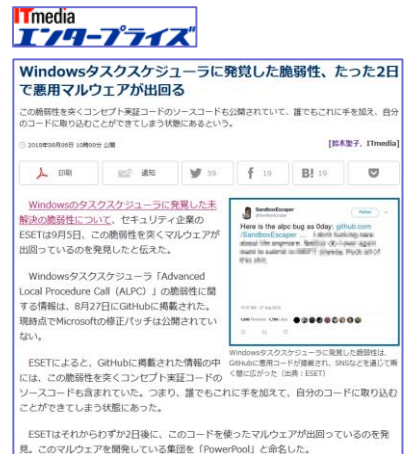 ITmedia
エンタープライズ
Windowsタスクスケジューラに発覚した脆弱性、たった2日
で悪用マルウェアが出回る
この脆弱性を突くコンセプト実証コードのソースコードも公開されていて、誰でもこれに手を加え、自分
のコードに取り込むことができてしまう状態にあるという。
2018年09月06日 10時00分 公開
[鈴木聖子, ITmedia]
印刷 通知 59 19 B! 19
Windowsのタスクスケジューラに発覚した未
解決の脆弱性について、セキュリティ企業の
ESETは9月5日、この脆弱性を突くマルウェアが
出回っているのを発見したと伝えた。
SandboxEscaper
Here is the alpc bug as 0day: github.com
/SandboxEscaper
Windowsタスクスケジューラ「Advanced
Local Procedure Call（ALPC）」の脆弱性に関
する情報は、8月27日にGitHubに掲載された。
現時点でMicrosoftの修正パッチは公開されてい
ない。
Windowsタスクスケジューラに発覚した脆弱性は、
GitHubに悪用コードが掲載され、SNSなどを通じて瞬
く間に広がった（出典：ESET）
ESETによると、GitHubに掲載された情報の中
には、この脆弱性を突くコンセプト実証コードの
ソースコードも含まれていた。つまり、誰でもこれに手を加えて、自分のコードに取り込む
ことができてしまう状態にあった。
ESETはそれからわずか2日後に、このコードを使ったマルウェアが出回っているのを発
見。このマルウェアを開発している集団を「PowerPool」と命名した。